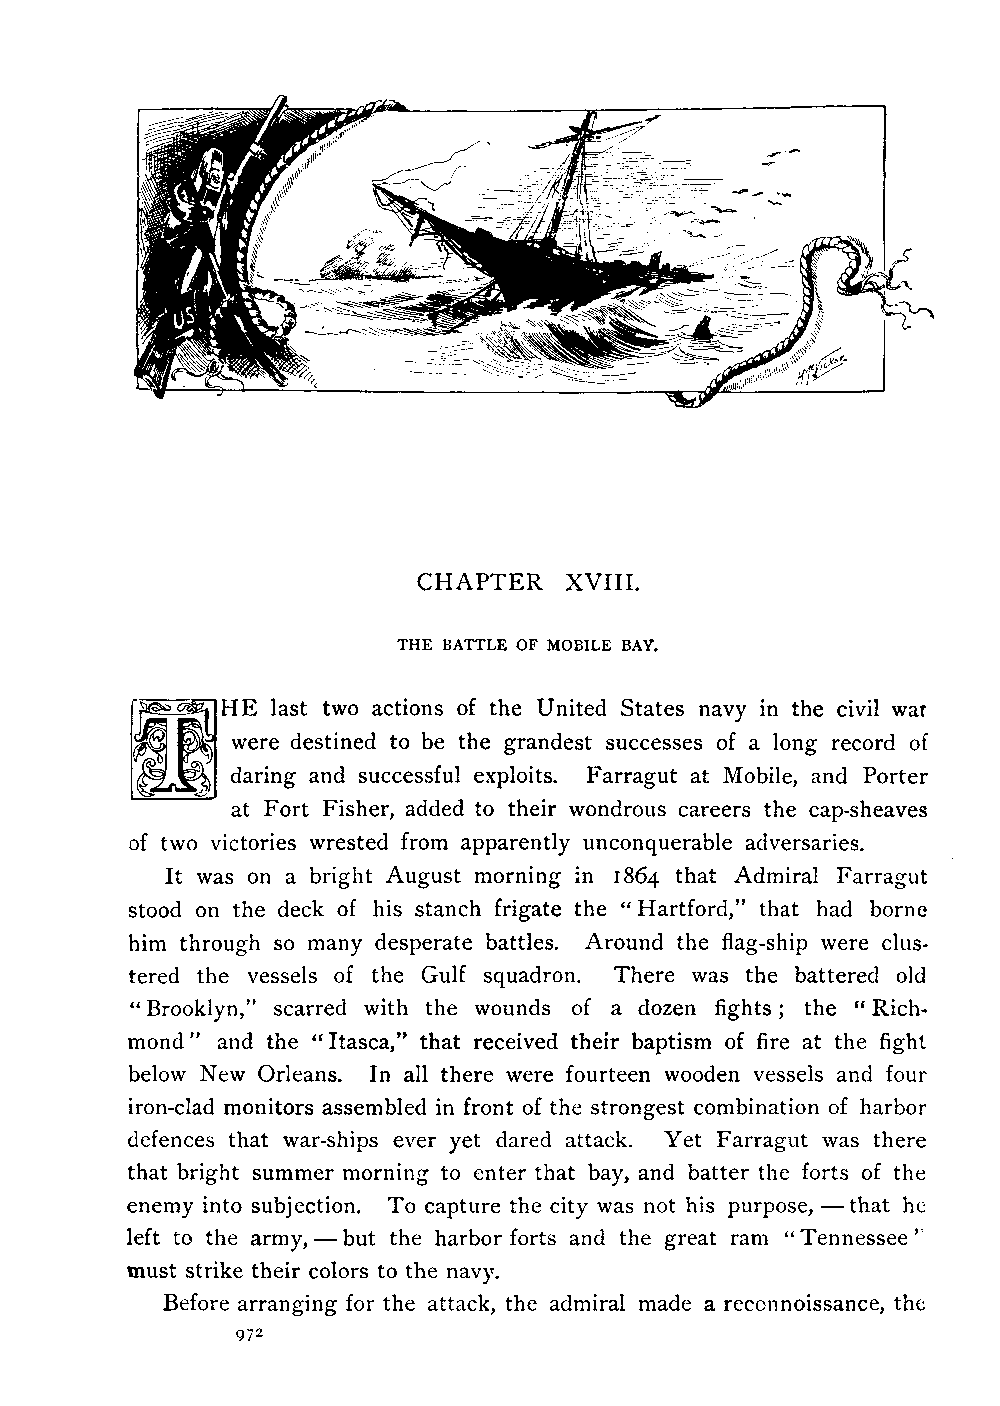 US
CHAPTER XVIII.
THE BATTLE OF MOBILE BAY.
THE last two actions of the United States navy in the civil war
were destined to be the grandest successes of a long record of
daring and successful exploits. Farragut at Mobile, and Porter
at Fort Fisher, added to their wondrous careers the cap-sheaves
of two victories wrested from apparently unconquerable adversaries.
It was on a bright August morning in 1864 that Admiral Farragut
stood on the deck of his stanch frigate the “Hartford,” that had borne
him through so many desperate battles. Around the flag-ship were clus-
tered the vessels of the Gulf squadron. There was the battered old
“Brooklyn,” scarred with the wounds of a dozen fights; the “Rich-
mond” and the “Itasca,” that received their baptism of fire at the fight
below New Orleans. In all there were fourteen wooden vessels and four
iron-clad monitors assembled in front of the strongest combination of harbor
defences that war-ships ever yet dared attack. Yet Farragut was there
that bright summer morning to enter that bay, and batter the forts of the
enemy into subjection. To capture the city was not his purpose, — that he
left to the army, — but the harbor forts and the great ram “Tennessee”
must strike their colors to the navy.
Before arranging for the attack, the admiral made a reconnoissance, the
972